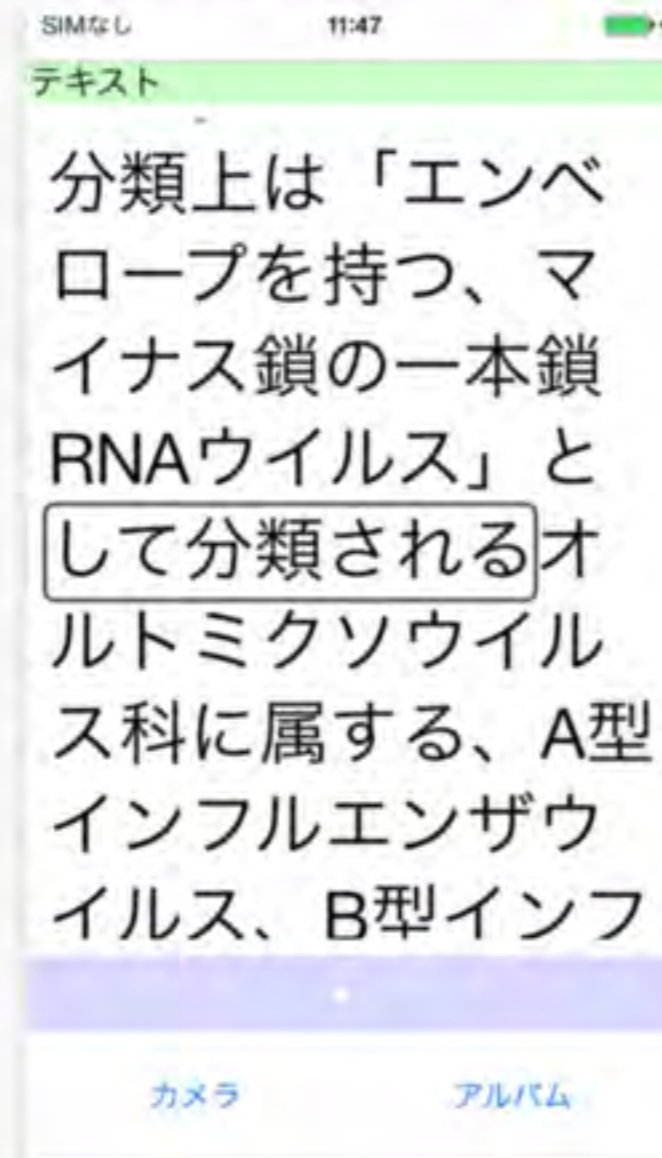 SIMなし 11:47
テキスト
分類上は「エンベ
ロープを持つ、マ
イナス鎖の一本鎖
RNAウイルス」と
して分類されるオ
ルトミクソウイル
ス科に属する、A型
インフルエンザウ
イルス、B型インフ
カメラ アルバム